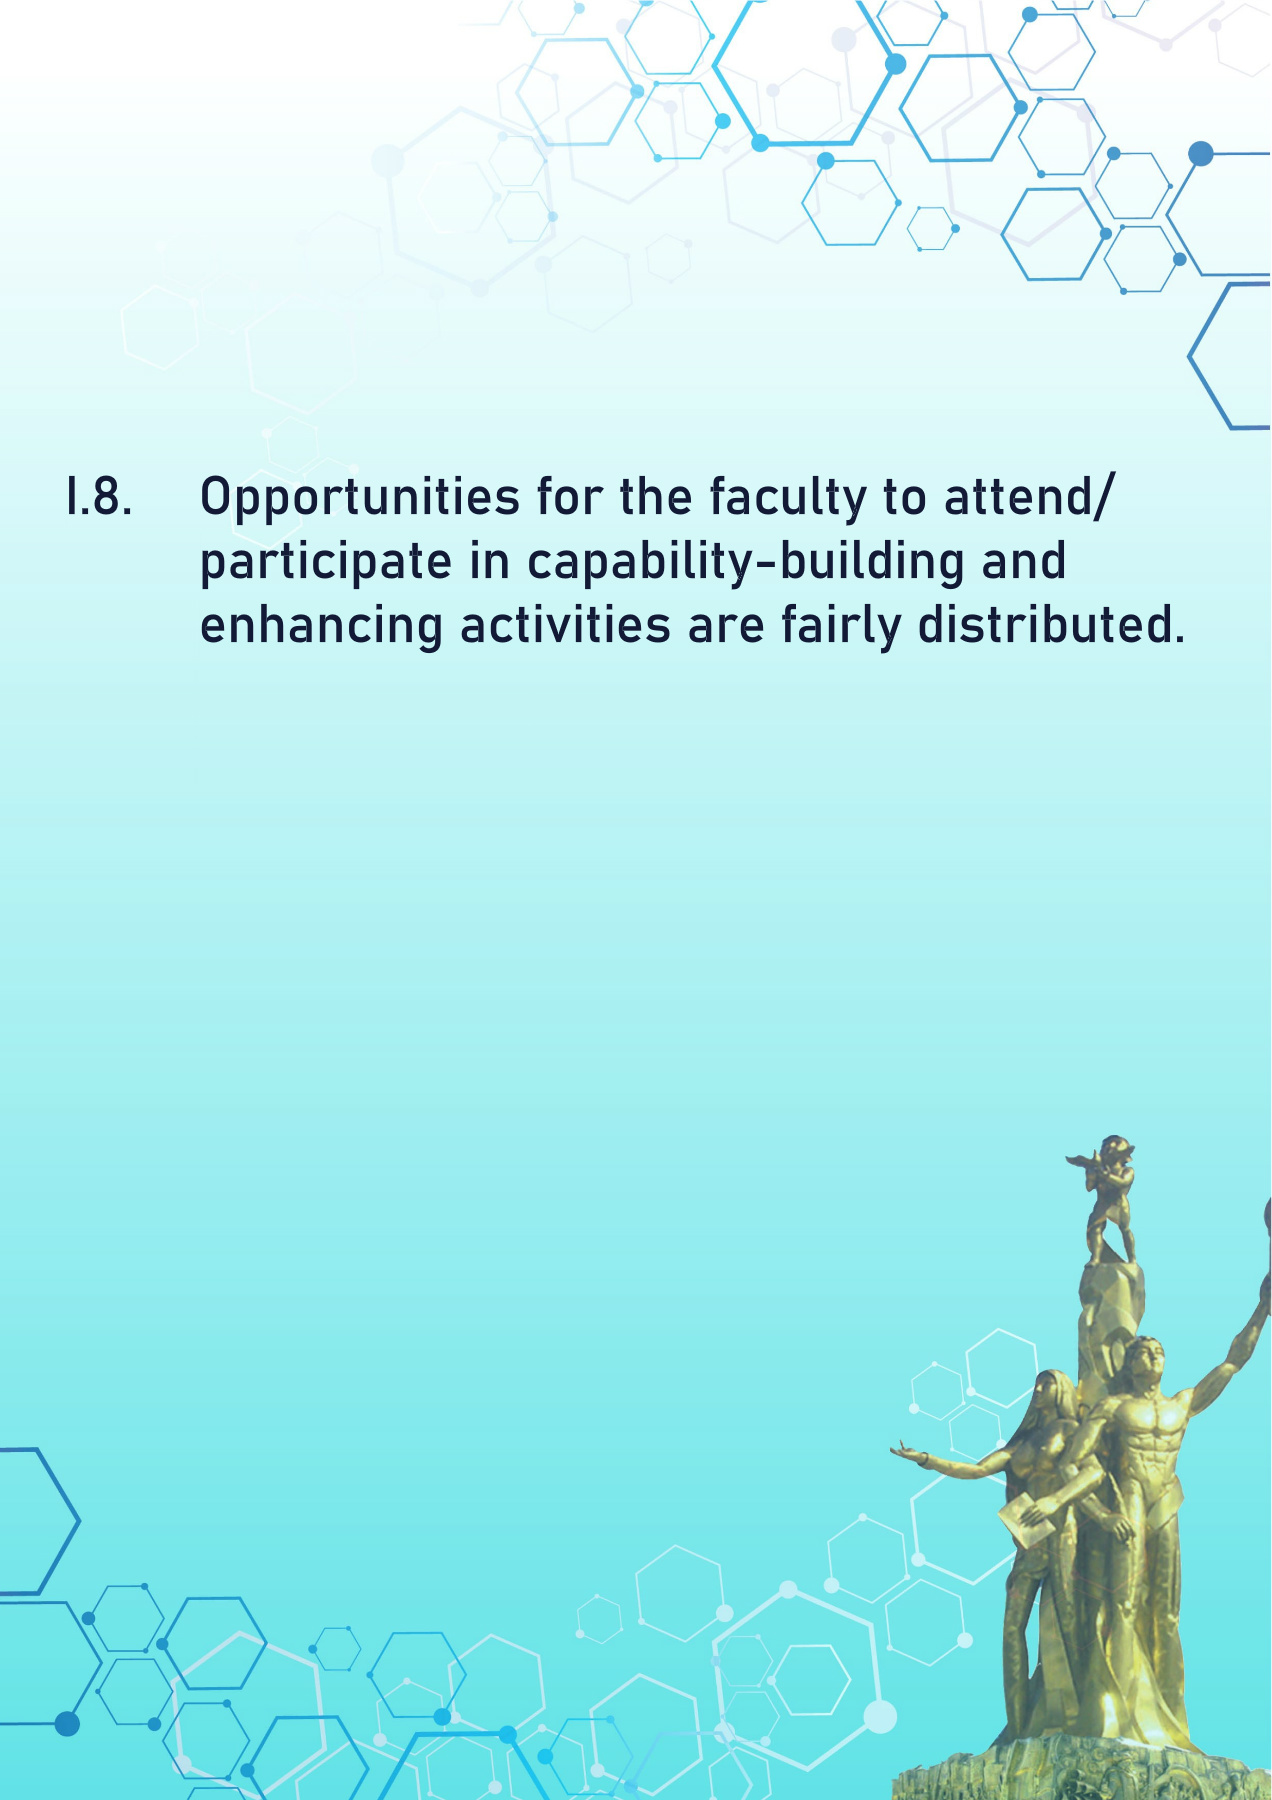 I.8. Opportunities for the faculty to attend/
participate in capability-building and
enhancing activities are fairly distributed.